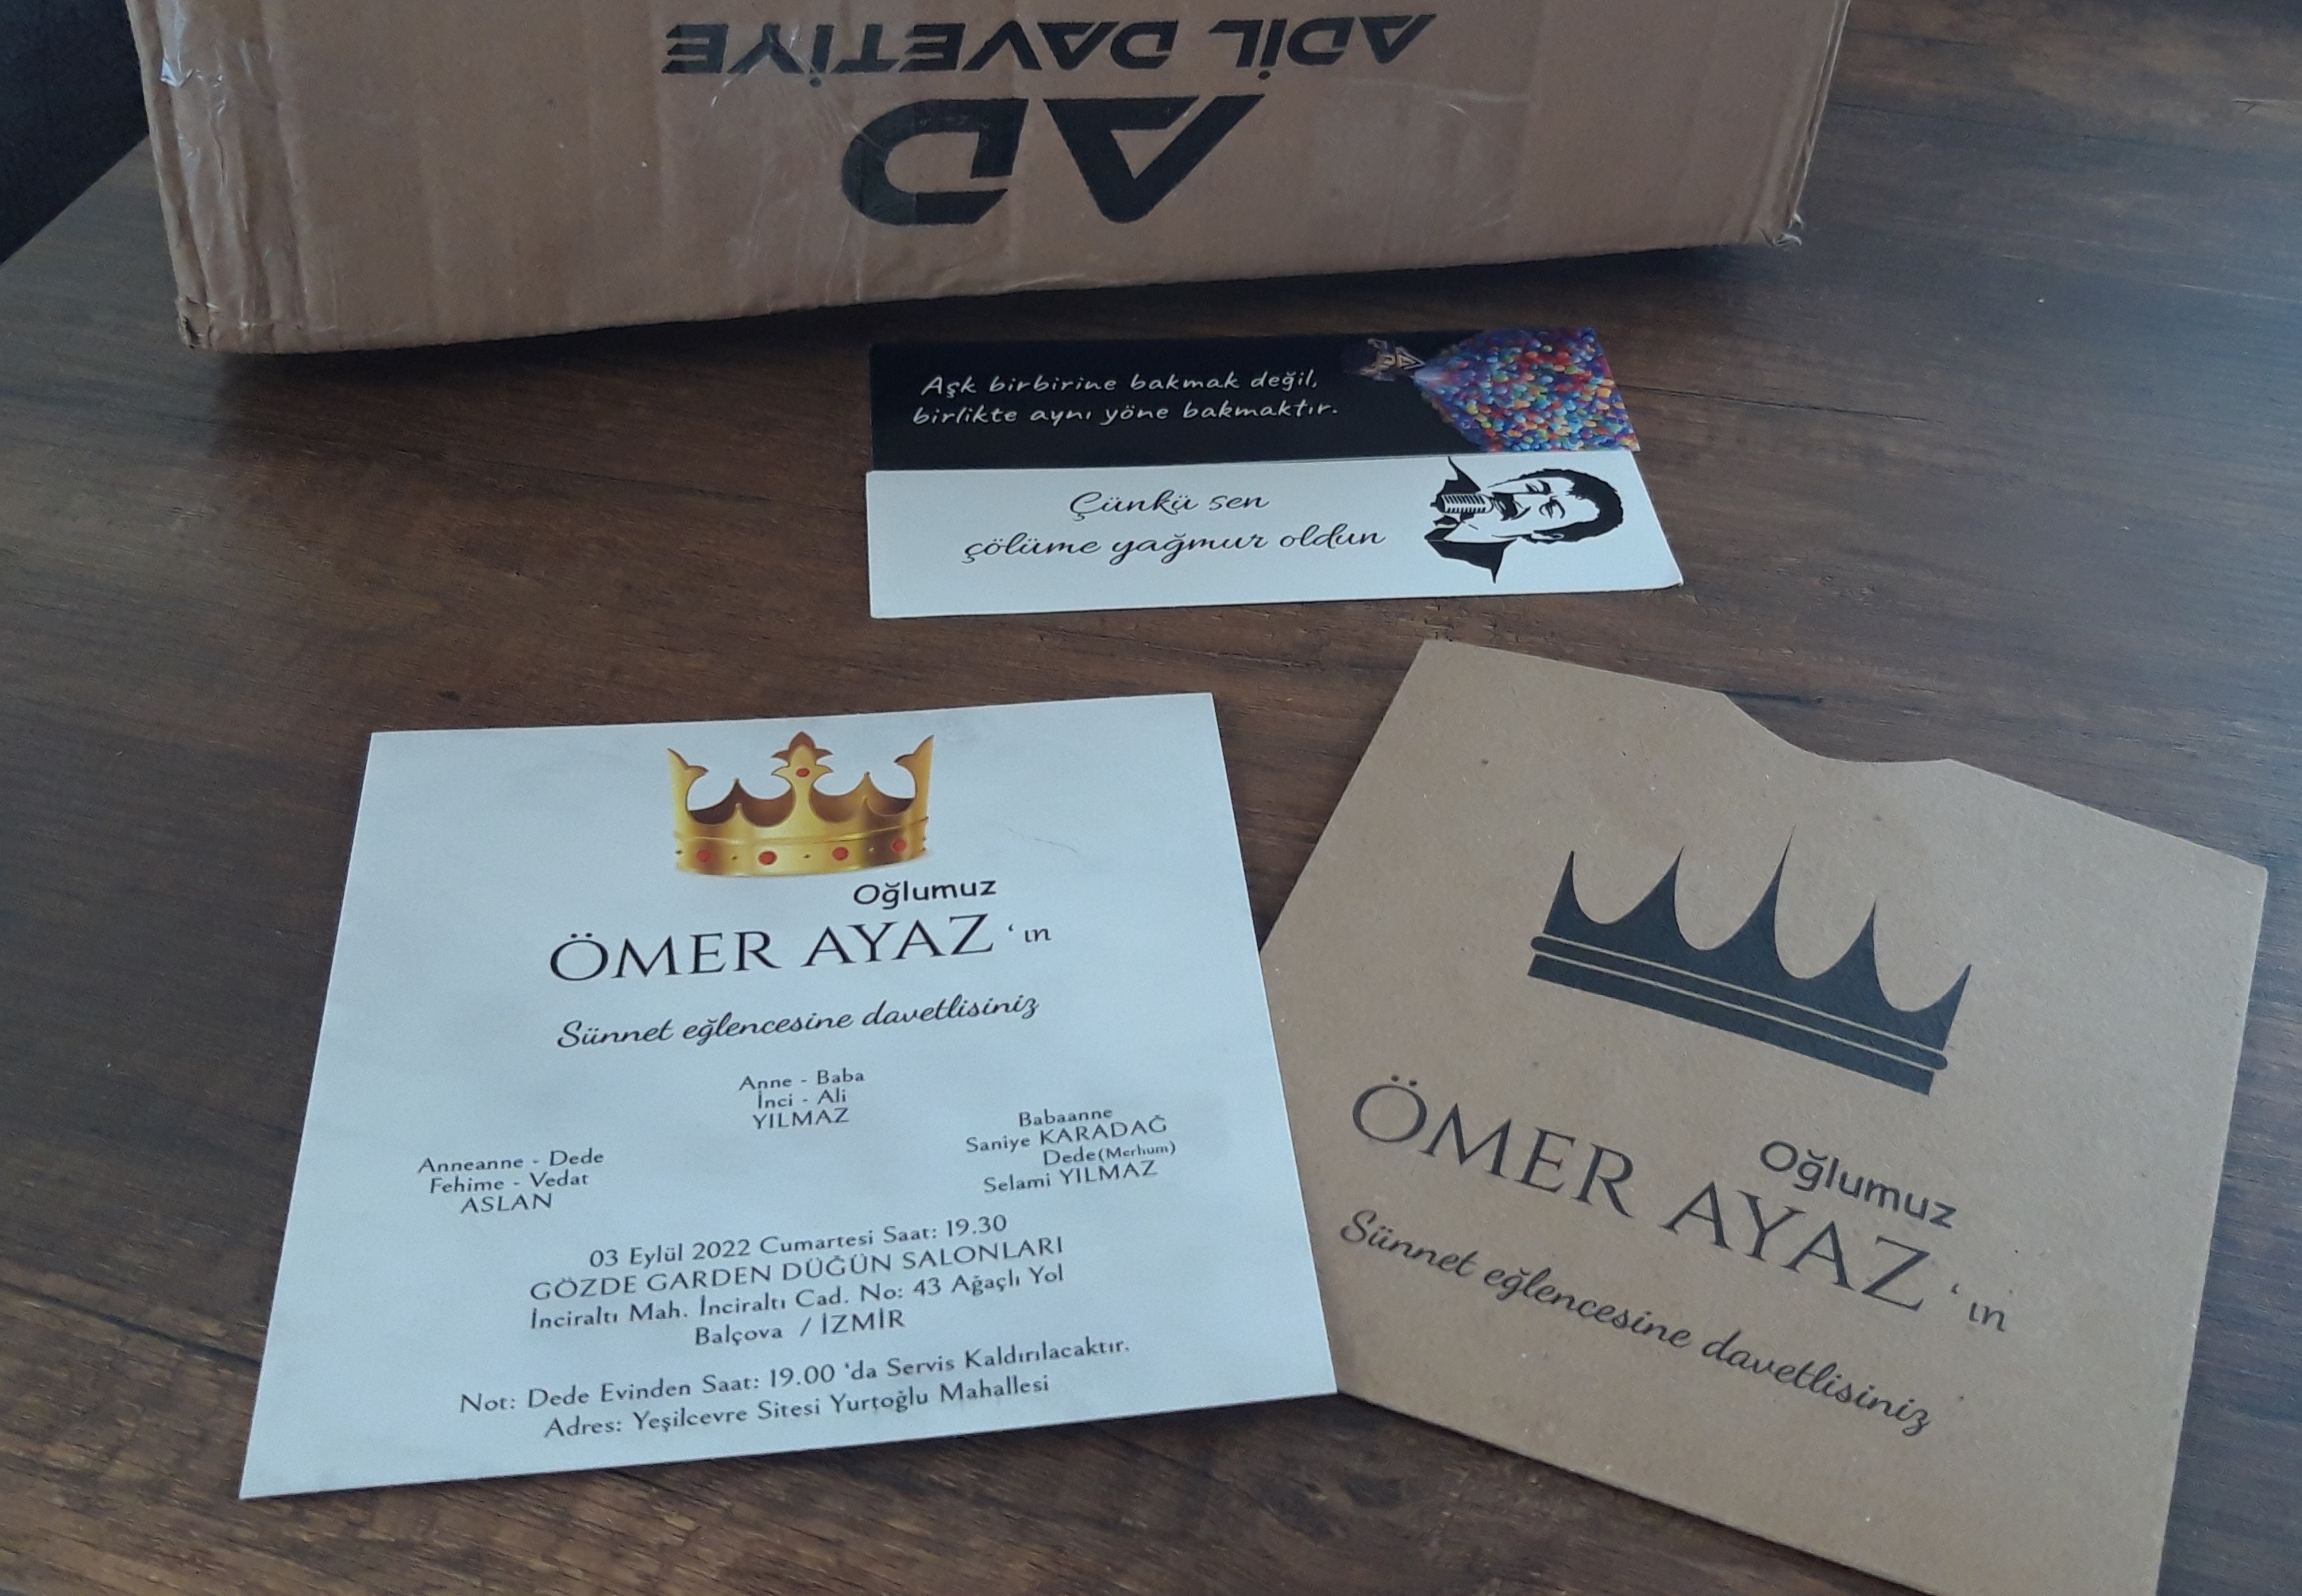 ADİL DAVETİYE
AD
Aşk birbirine bakmak değil,
birlikte aynı yöne bakmaktır.
Çünkü sen
çölüme yağmur oldun
Oğlumuz
ÖMER AYAZ 'ın
Sünnet eğlencesine davetlisiniz
Anne - Baba
İnci - Ali
YILMAZ
Anneanne - Dede
Fehime - Vedat
ASLAN
Babaanne
Saniye KARADAĞ
Dede(Merhum)
Selami YILMAZ
03 Eylül 2022 Cumartesi Saat: 19.30
GÖZDE GARDEN DÜĞÜN SALONLARI
İnciraltı Mah. İnciraltı Cad. No: 43 Ağaçlı Yol
Balçova / İZMİR
Not: Dede Evinden Saat: 19.00 'da Servis Kaldırılacaktır.
Adres: Yeşilcevre Sitesi Yurtoğlu Mahallesi
Oğlumuz
ÖMER AYAZ 'ın
Sünnet eğlencesine davetlisiniz